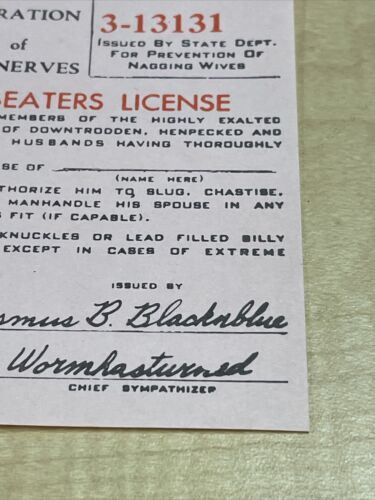 RATION
of
NERVES
3-13131
ISSUED BY STATE DEPT.
FOR PREVENTION OF
NAGGING WIVES
BEATERS LICENSE
MEMBERS OF THE HIGHLY EXALTED
OF DOWNTRODDEN, HENPECKED AND
HUSBANDS HAVING THOROUGHLY
SE OF
(NAME HERE)
THORIZE HIM TO SLUG, CHASTISE,
MANHANDLE HIS SPOUSE IN ANY
S FIT (IF CAPABLE).
KNUCKLES OR LEAD FILLED BILLY
EXCEPT IN CASES OF EXTREME
ISSUED BY
smus B. Blacknblue
Wormhasturned
CHIEF SYMPATHIZER